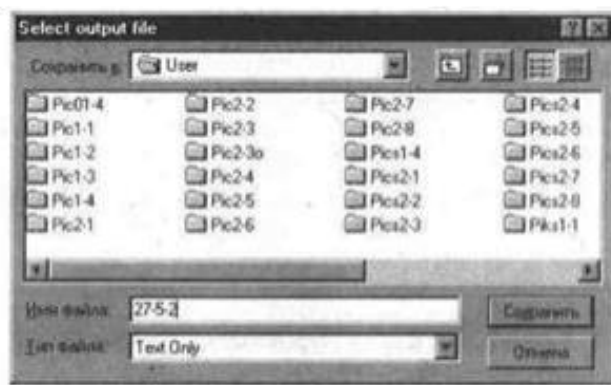 Select output file
Сохранить в: User
Pic01-4 Pic2-2 Pic2-7 Pics2-4
Pic1-1 Pic2-3 Pic2-8 Pics2-5
Pic1-2 Pic2-3o Pics1-4 Pics2-6
Pic1-3 Pic2-4 Pics2-1 Pics2-7
Pic1-4 Pic2-5 Pics2-2 Pics2-8
Pic2-1 Pic2-6 Pics2-3 Piks1-1
Имя файла: 27-5-2 Сохранить
Тип файла: Text Only Отмена